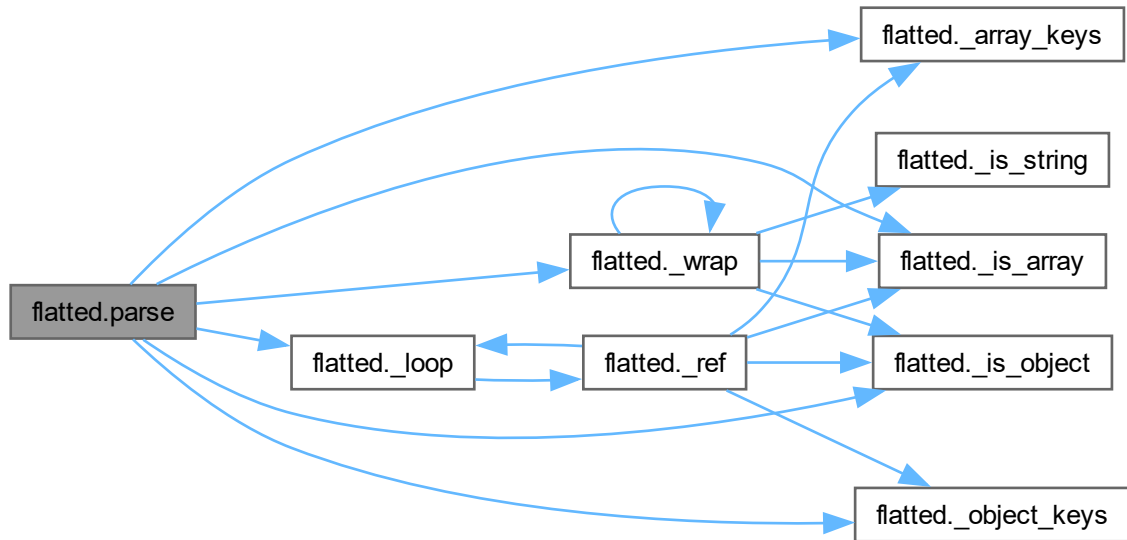 flatted._array_keys
flatted._is_string
flatted._wrap
flatted._is_array
flatted.parse
flatted._loop
flatted._ref
flatted._is_object
flatted._object_keys